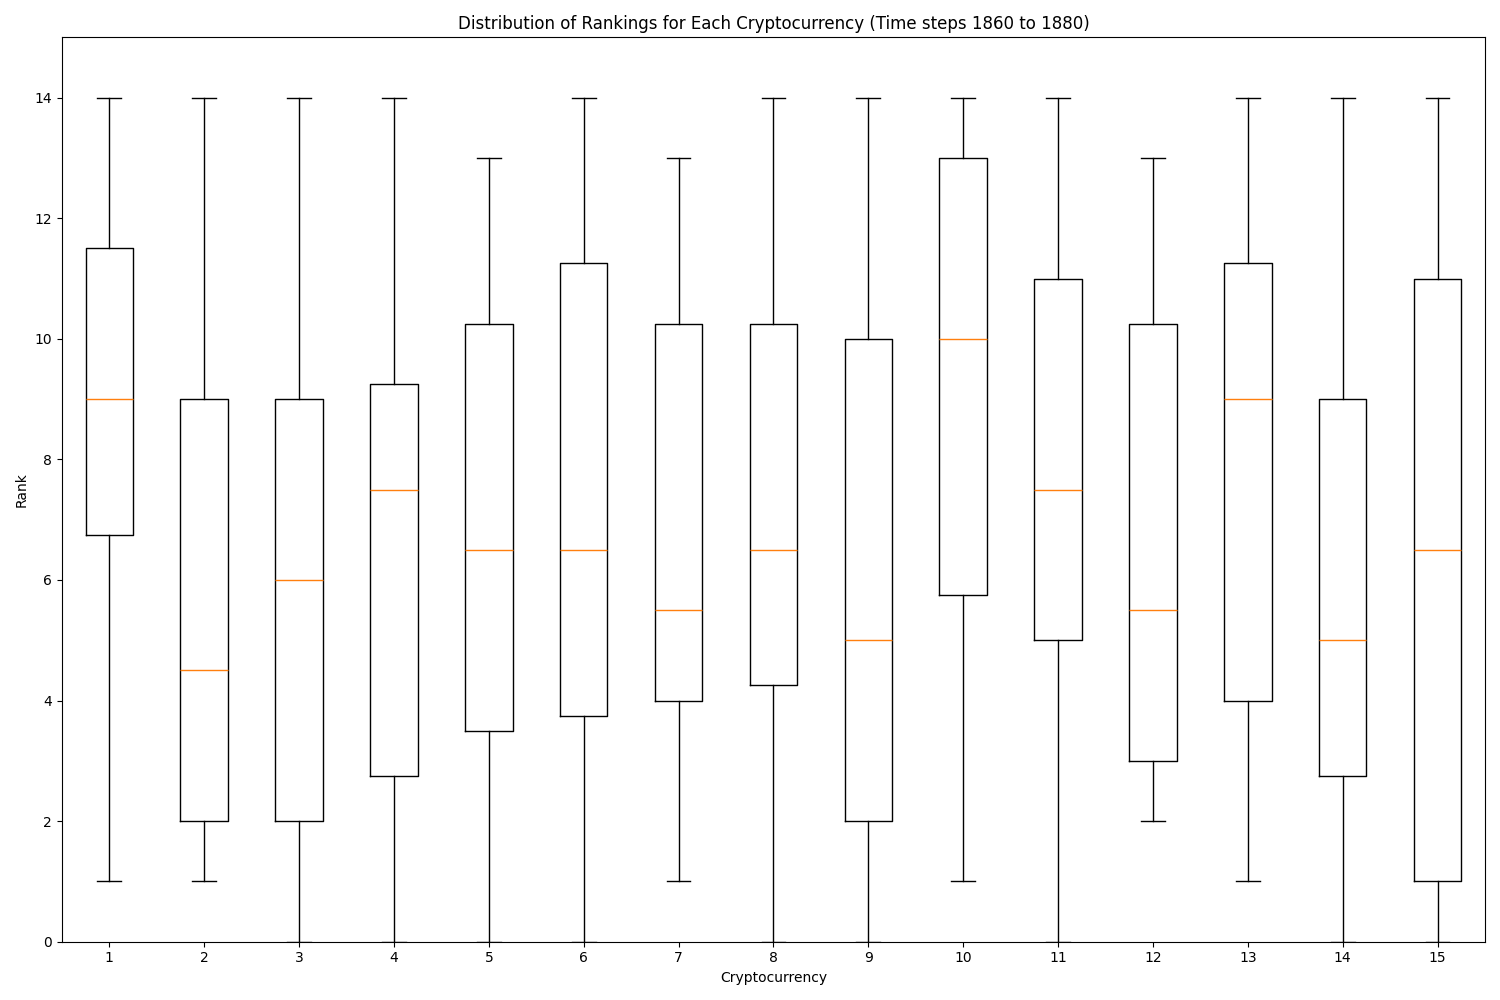 Distribution of Rankings for Each Cryptocurrency (Time steps 1860 to 1880)
14
12
10
8
6
4
2
0
Rank
1 2 3 4 5 6 7 8 9 10 11 12 13 14 15
Cryptocurrency